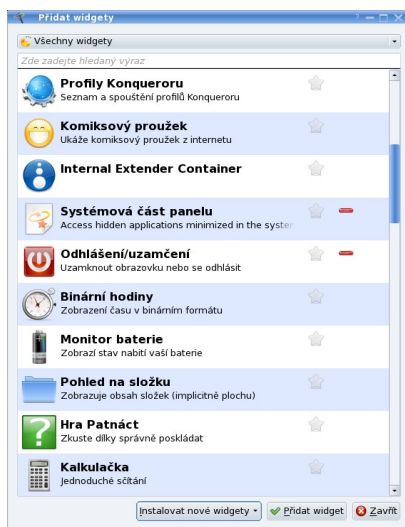 Přidat widgety
Všechny widgety
Zde zadejte hledaný výraz
Profily Konqueroru
Seznam a spouštění profilů Konqueroru
Komiksový proužek
Ukáže komiksový proužek z internetu
Internal Extender Container
Systémová část panelu
Access hidden applications minimized in the syster
Odhlášení/uzamčení
Uzamknout obrazovku nebo se odhlásit
Binární hodiny
Zobrazení času v binárním formátu
Monitor baterie
Zobrazí stav nabití vaší baterie
Pohled na složku
Zobrazuje obsah složek (implicitně plochu)
Hra Patnáct
Zkuste dílky správně poskládat
Kalkulačka
Jednoduché sčítání
Instalovat nové widgety
Přidat widget
Zavřít